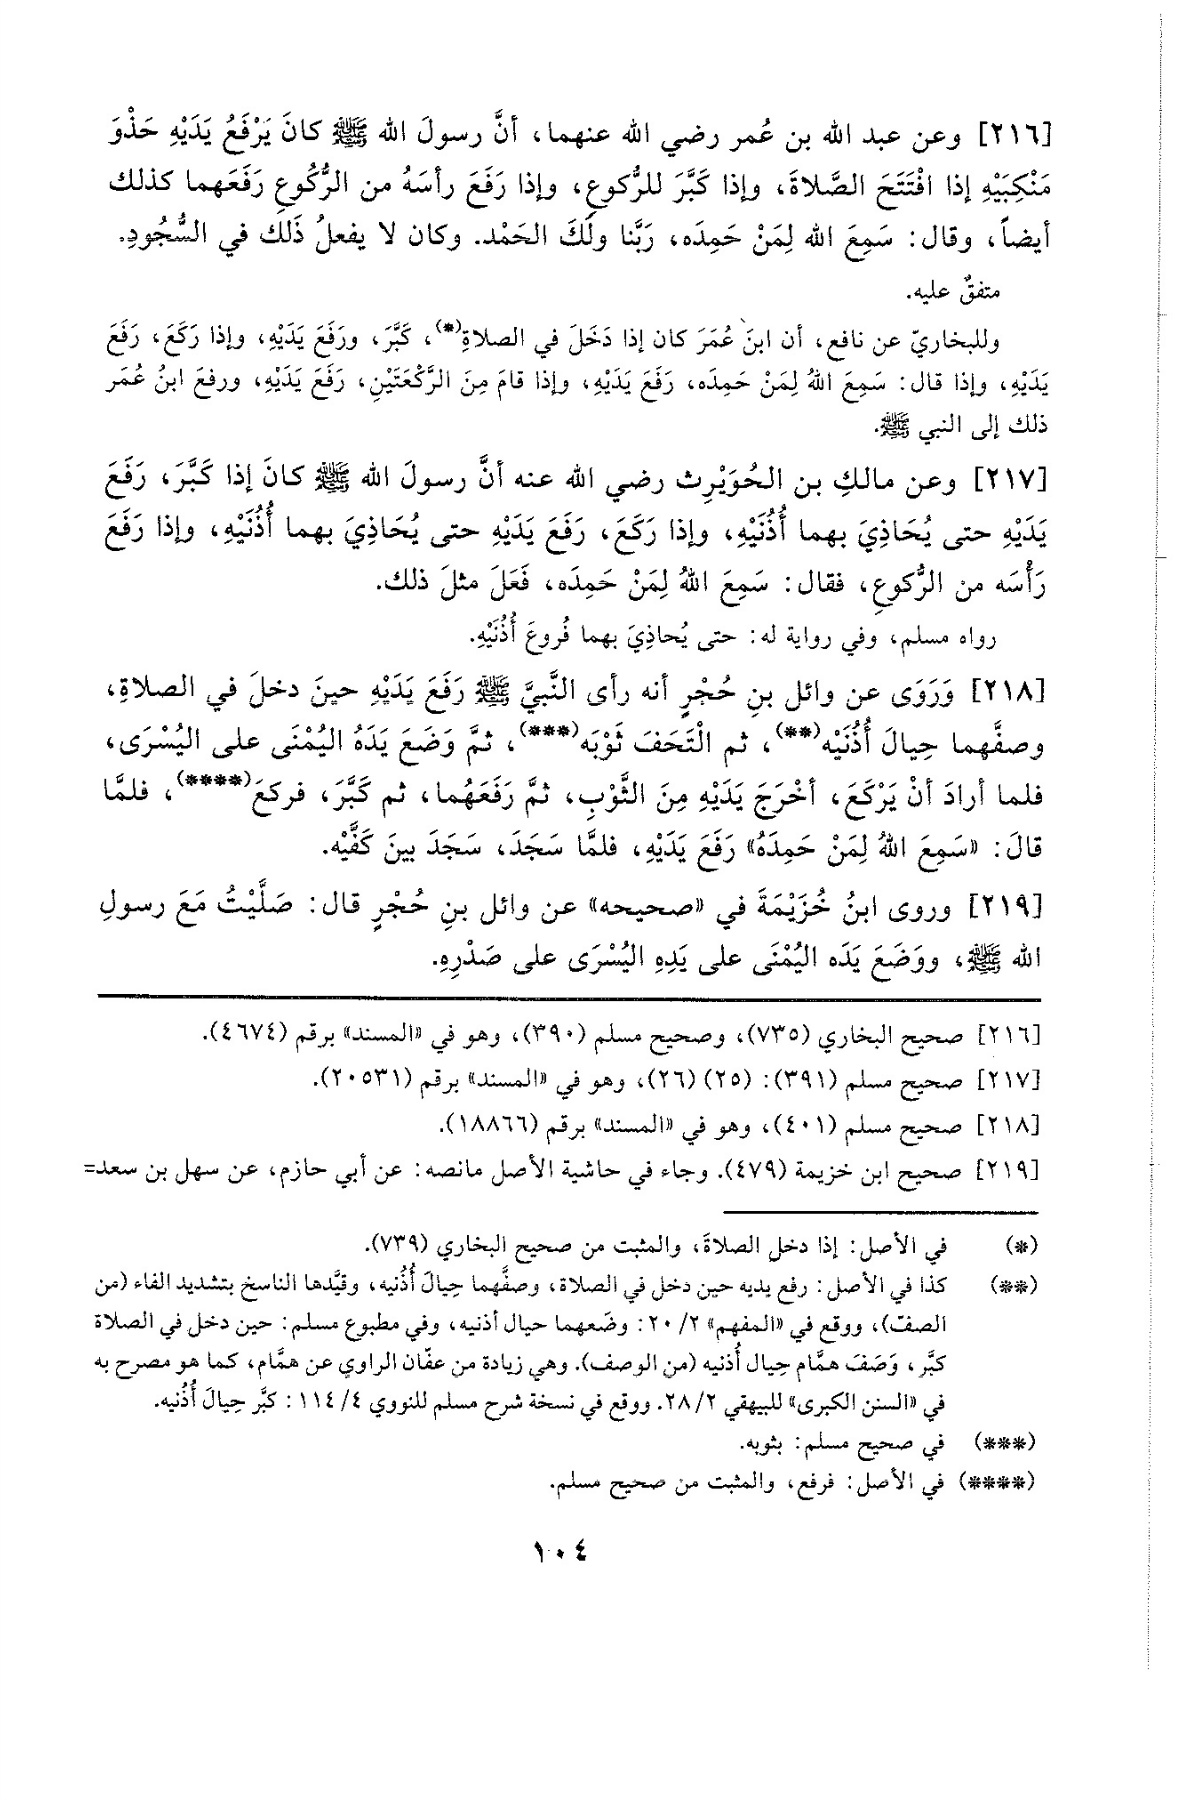 [٢١٦] وعن عبد الله بن عُمر رضي الله عنهما، أنَّ رسولَ الله ﷺ كانَ يَرْفَعُ يَدَيْهِ حَذْوَ
مَنْكِبَيْهِ إذا افْتَتَحَ الصَّلاةَ، وإذا كَبَّرَ للرُّكوعِ، وإذا رَفَعَ رأسَهُ من الرُّكُوعِ رَفَعَهما كذلك
أيضاً، وقال: سَمِعَ الله لِمَنْ حَمِدَه، رَبَّنا ولَكَ الحَمْد. وكان لا يفعلُ ذَلك في السُّجُودِ.
متفقٌ عليه.
وللبخاريّ عن نافع، أن ابنَ عُمَرَ كان إذا دَخَلَ في الصلاةِ(*)، كَبَّرَ، ورَفَعَ يَدَيْهِ، وإذا رَكَعَ، رَفَعَ
يَدَيْهِ، وإذا قال: سَمِعَ اللهُ لِمَنْ حَمِدَه، رَفَعَ يَدَيْهِ، وإذا قامَ مِنَ الرَّكْعَتَيْنِ، رَفَعَ يَدَيْهِ، ورفعَ ابنُ عُمَر
ذلك إلى النبي ﷺ.
[٢١٧] وعن مالكِ بن الحُوَيْرِث رضي الله عنه أنَّ رسولَ الله ﷺ كانَ إذا كَبَّرَ، رَفَعَ
يَدَيْهِ حتى يُحَاذِيَ بهما أُذُنَيْهِ، وإذا رَكَعَ، رَفَعَ يَدَيْهِ حتى يُحَاذِيَ بهما أُذُنَيْهِ، وإذا رَفَعَ
رَأْسَه من الرُّكوعِ، فقال: سَمِعَ اللهُ لِمَنْ حَمِدَه، فَعَلَ مثلَ ذلك.
رواه مسلم، وفي رواية له: حتى يُحاذِيَ بهما فُروعَ أُذُنَيْهِ.
[٢١٨] وَرَوَى عن وائل بنِ حُجْرٍ أنه رأى النَّبيَّ ﷺ رَفَعَ يَدَيْهِ حينَ دخلَ في الصلاةِ،
وصفَّهما حِيالَ أُذُنَيْه(**)، ثم الْتَحَفَ ثَوْبَه(***)، ثمَّ وَضَعَ يَدَهُ اليُمْنَى على اليُسْرَى،
فلما أرادَ أنْ يَرْكَعَ، أخْرَجَ يَدَيْهِ مِنَ الثَّوْبِ، ثمَّ رَفَعَهُما، ثم كَبَّرَ، فركعَ(****)، فلمَّا
قالَ: «سَمِعَ اللهُ لِمَنْ حَمِدَهُ» رَفَعَ يَدَيْهِ، فلمَّا سَجَدَ، سَجَدَ بينَ كَفَّيْه.
[٢١٩] وروى ابنُ خُزَيْمَةَ في «صحيحه» عن وائل بنِ حُجْرٍ قال: صَلَّيْتُ مَعَ رسولِ
الله ﷺ، ووَضَعَ يَدَه اليُمْنَى على يَدِهِ اليُسْرَى على صَدْرِهِ.
[٢١٦] صحيح البخاري (٧٣٥)، وصحيح مسلم (٣٩٠)، وهو في «المسند» برقم (٤٦٧٤).
[٢١٧] صحيح مسلم (٣٩١): (٢٥) (٢٦)، وهو في «المسند» برقم (٢٠٥٣١).
[٢١٨] صحيح مسلم (٤٠١)، وهو في «المسند» برقم (١٨٨٦٦).
[٢١٩] صحيح ابن خزيمة (٤٧٩). وجاء في حاشية الأصل مانصه: عن أبي حازم، عن سهل بن سعد=
(*) في الأصل: إذا دخل الصلاةَ، والمثبت من صحيح البخاري (٧٣٩).
(**) كذا في الأصل: رفع يديه حين دخل في الصلاة، وصفَّهما حِيالَ أُذُنيه، وقيَّدها الناسخ بتشديد الفاء (من
الصفّ)، ووقع في «المفهم» ٢٠/٢: وضَعهما حيال أذنيه، وفي مطبوع مسلم: حين دخل في الصلاة
كبَّر، وَصَفَ همَّام حِيال أُذنيه (من الوصف). وهي زيادة من عفّان الراوي عن همَّام، كما هو مصرح به
في «السنن الكبرى» للبيهقي ٢٨/٢. ووقع في نسخة شرح مسلم للنووي ١١٤/٤: كبَّر حِيالَ أُذُنيه.
(***) في صحيح مسلم: بثوبه.
(****) في الأصل: فرفع، والمثبت من صحيح مسلم.
١٠٤